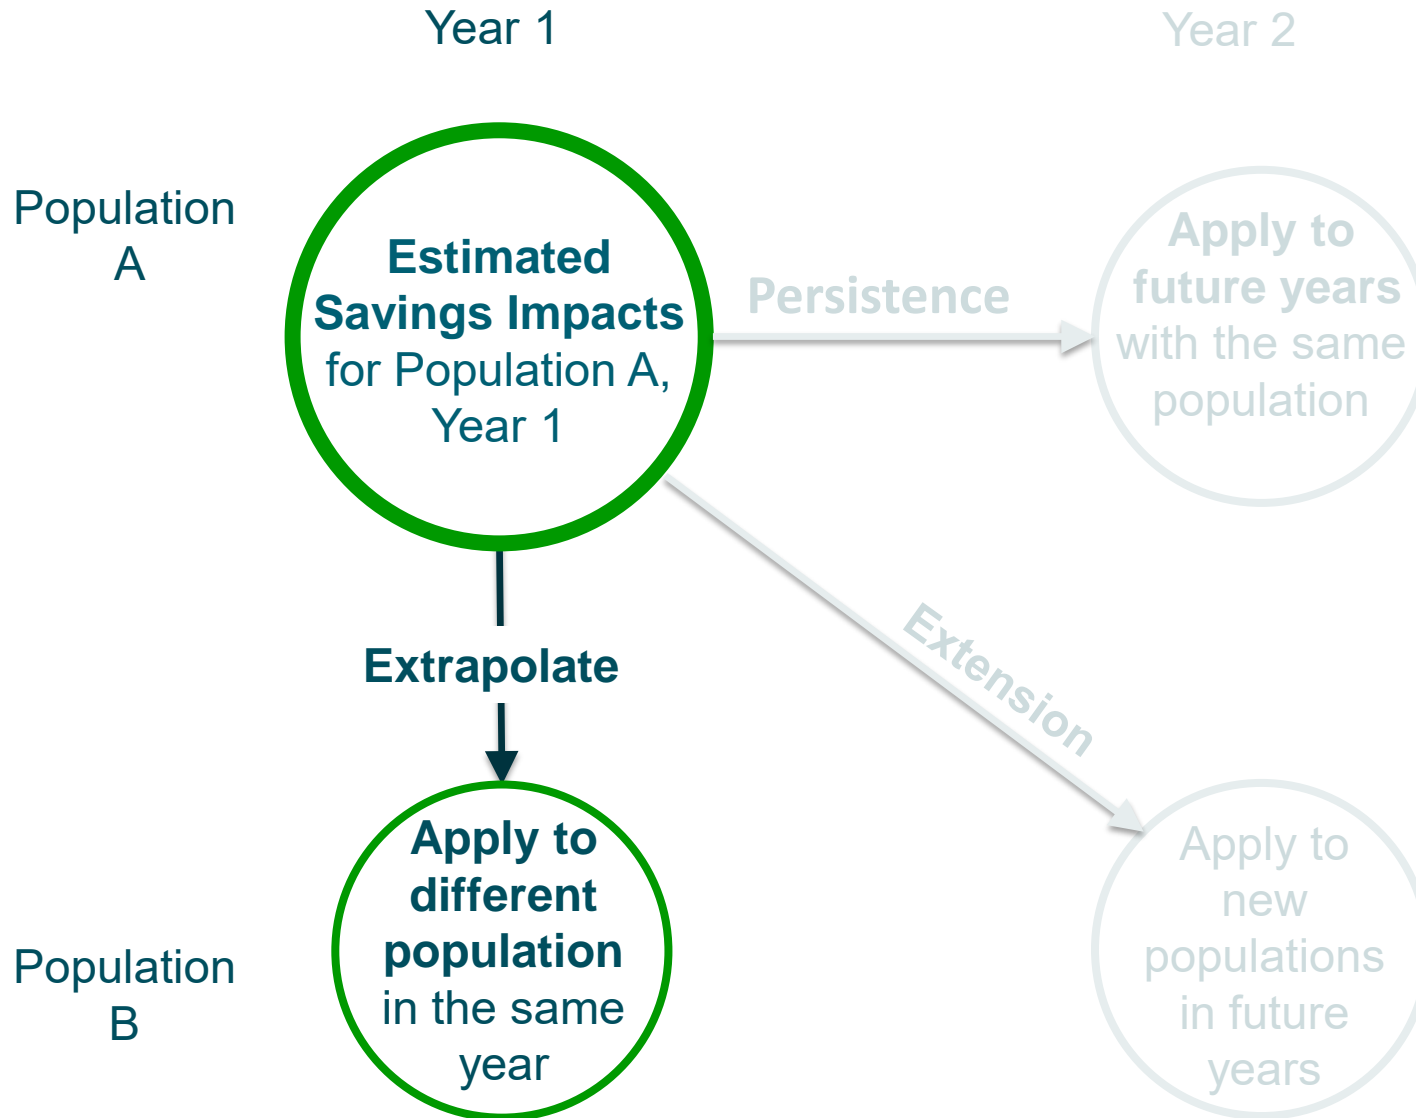 Year 1
Year 2
Population
A
Estimated
Savings Impacts
for Population A,
Year 1
Persistence
Apply to
future years
with the same
population
Extrapolate
Extension
Population
B
Apply to
different
population
in the same
year
Apply to
new
populations
in future
years